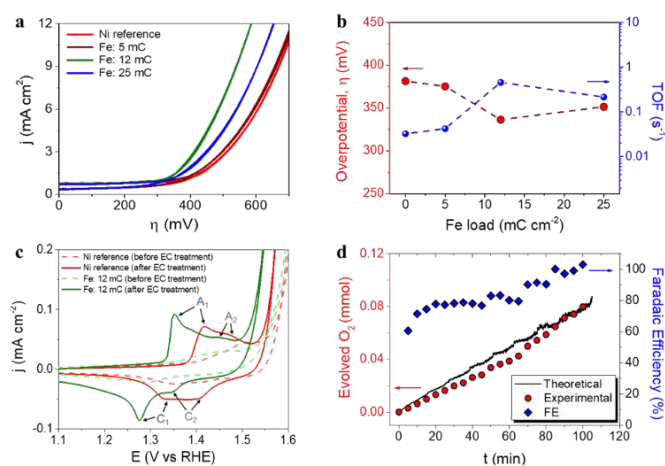 a
12
9
6
3
0
j (mA cm⁻²)
Ni reference
Fe: 5 mC
Fe: 12 mC
Fe: 25 mC
0 200 400 600
η (mV)
b
450
400
350
300
250
Overpotential, η (mV)
10
1
0.1
0.01
TOF (s⁻¹)
0 5 10 15 20 25
Fe load (mC cm⁻²)
c
0.2
0.1
0.0
-0.1
j (mA cm⁻²)
Ni reference (before EC treatment)
Ni reference (after EC treatment)
Fe: 12 mC (before EC treatment)
Fe: 12 mC (after EC treatment)
A₁
A₂
C₁
C₂
1.1 1.2 1.3 1.4 1.5 1.6
E (V vs RHE)
d
0.12
0.08
0.04
0.00
Evolved O₂ (mmol)
100
80
60
40
20
0
Faradaic Efficiency (%)
Theoretical
Experimental
FE
0 20 40 60 80 100 120
t (min)